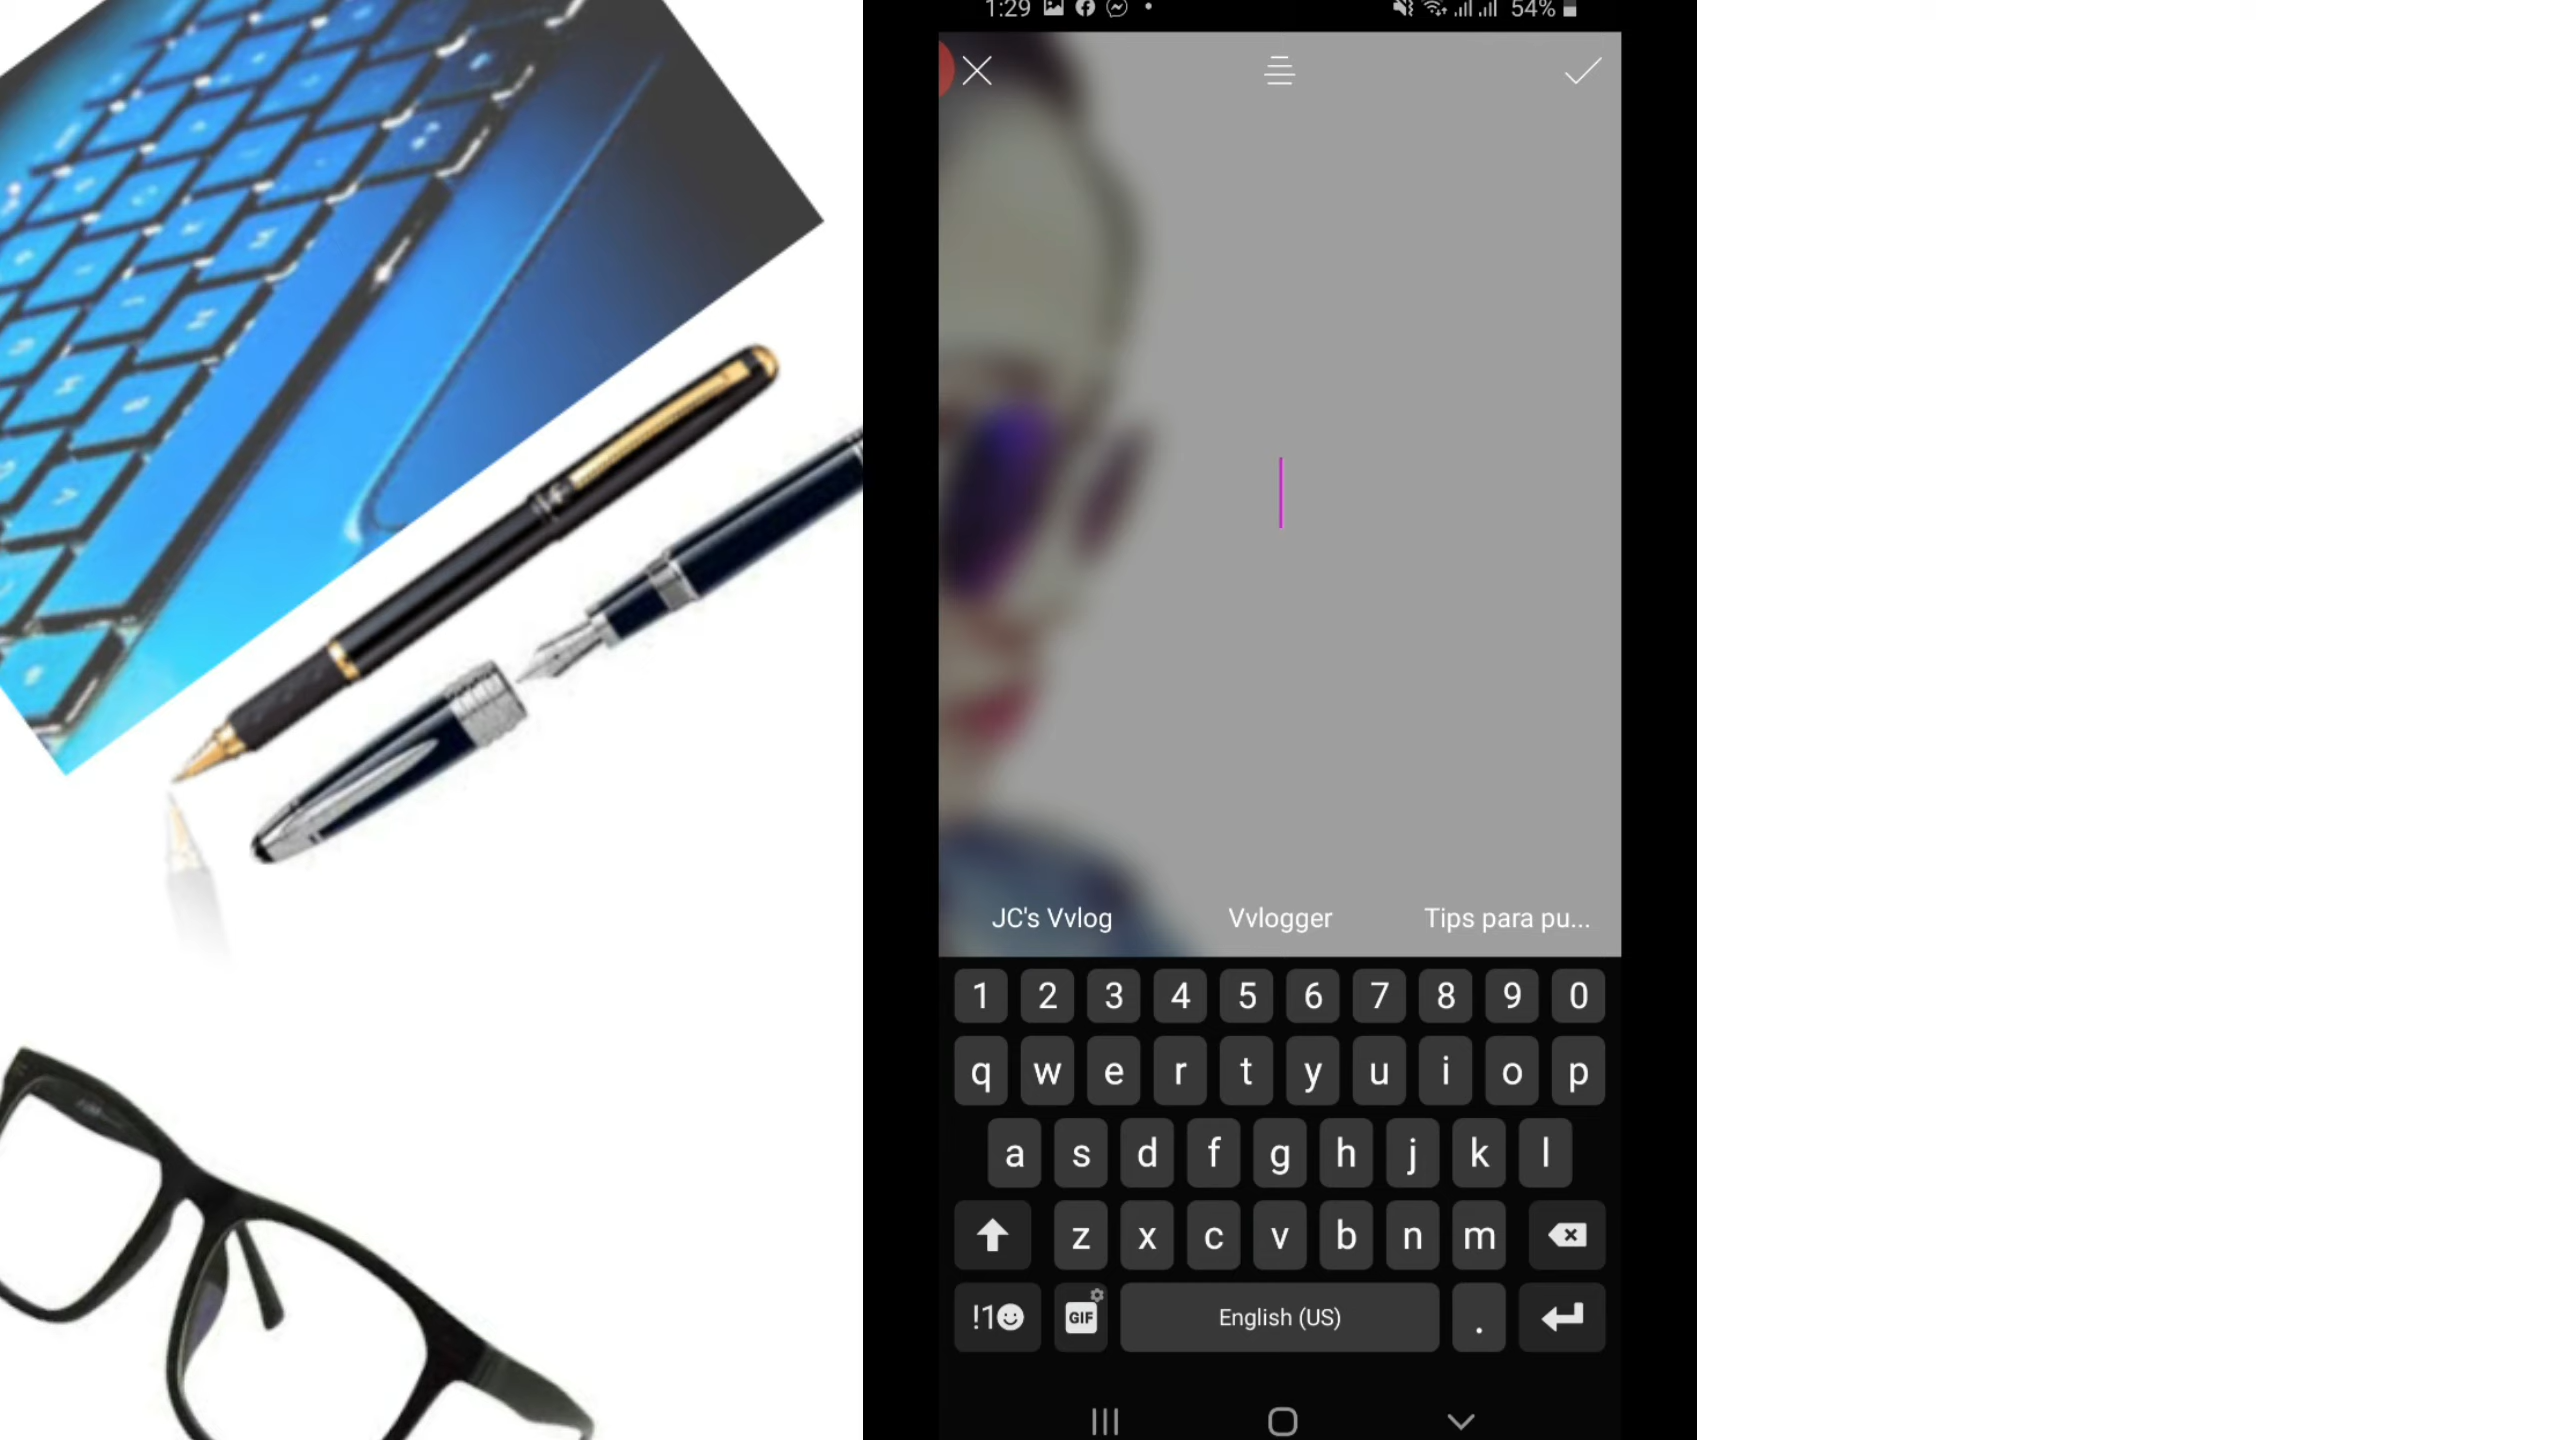 1:29 54%
JC's Vvlog Vvlogger Tips para pu...
1 2 3 4 5 6 7 8 9 0
q w e r t y u i o p
a s d f g h j k l
z x c v b n m
!1 GIF English (US) .